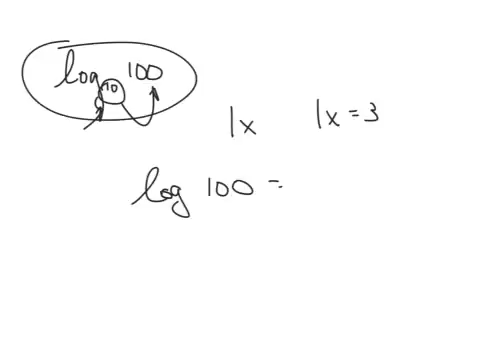 log₁₀ 100
1x 1x = 3
log 100 =